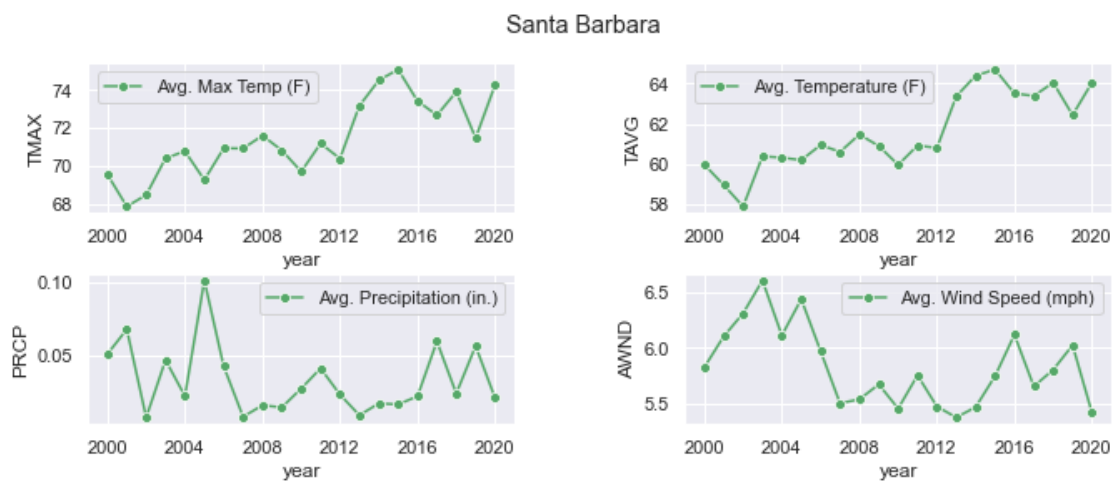 Santa Barbara
Avg. Max Temp (F)
TMAX
74
72
70
68
2000 2004 2008 2012 2016 2020
year
Avg. Temperature (F)
TAVG
64
62
60
58
2000 2004 2008 2012 2016 2020
year
Avg. Precipitation (in.)
PRCP
0.10
0.05
2000 2004 2008 2012 2016 2020
year
Avg. Wind Speed (mph)
AWND
6.5
6.0
5.5
2000 2004 2008 2012 2016 2020
year